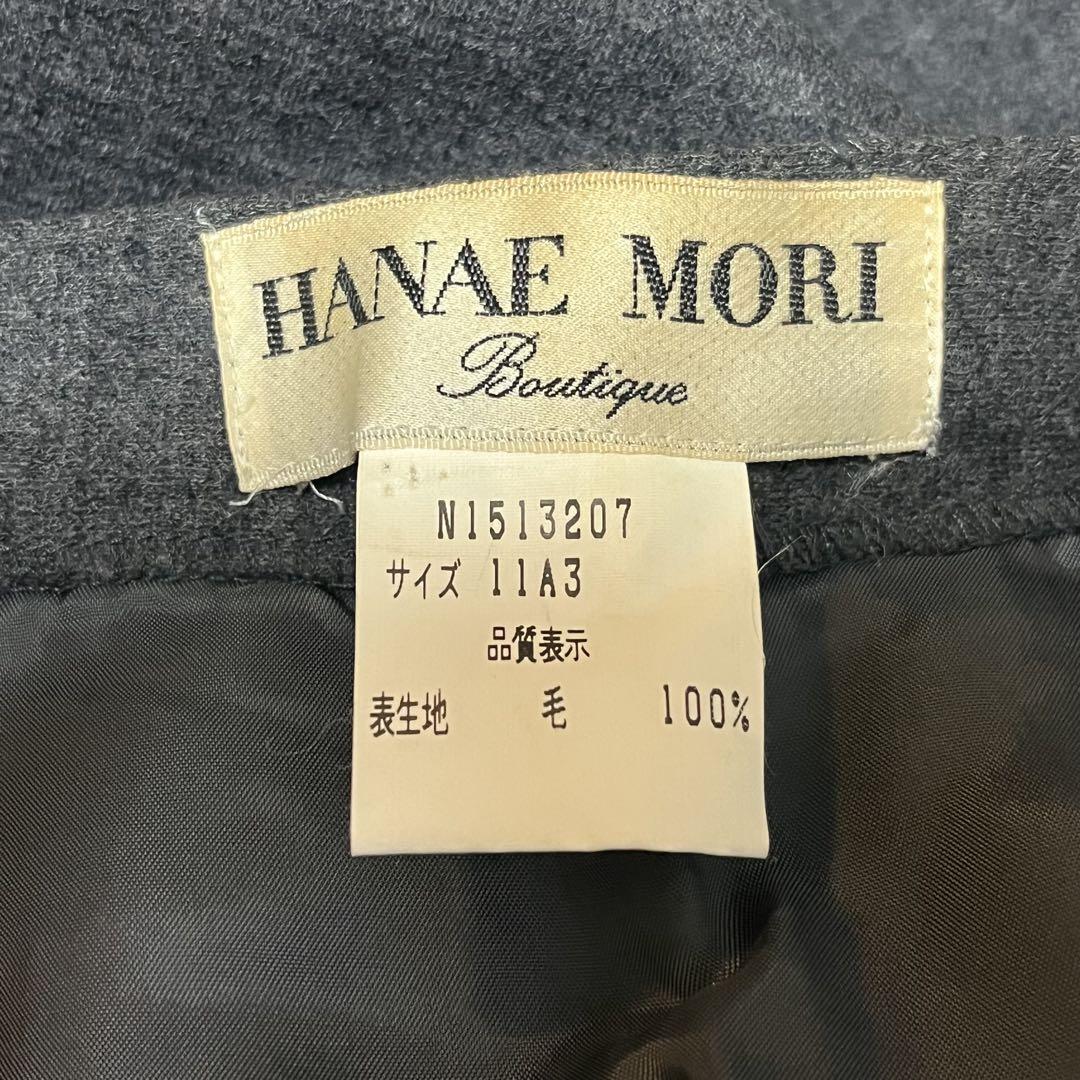 HANAE MORI
Boutique
N1513207
サイズ 11A3
品質表示
表生地 毛 100%